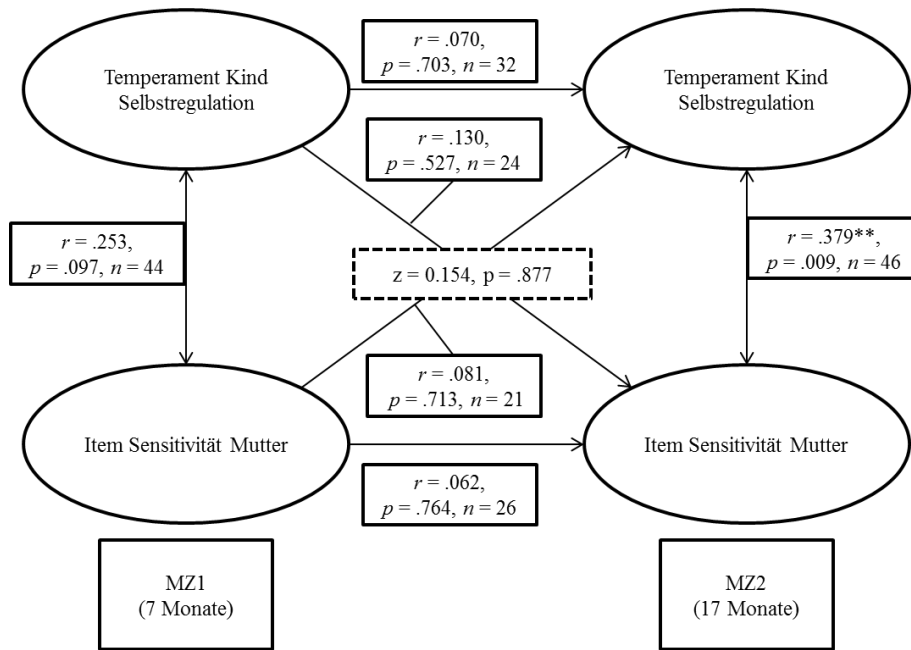 Temperament Kind
Selbstregulation
r = .070,
p = .703, n = 32
Temperament Kind
Selbstregulation
r = .130,
p = .527, n = 24
r = .253,
p = .097, n = 44
z = 0.154, p = .877
r = .379**,
p = .009, n = 46
r = .081,
p = .713, n = 21
Item Sensitivität Mutter
Item Sensitivität Mutter
r = .062,
p = .764, n = 26
MZ1
(7 Monate)
MZ2
(17 Monate)